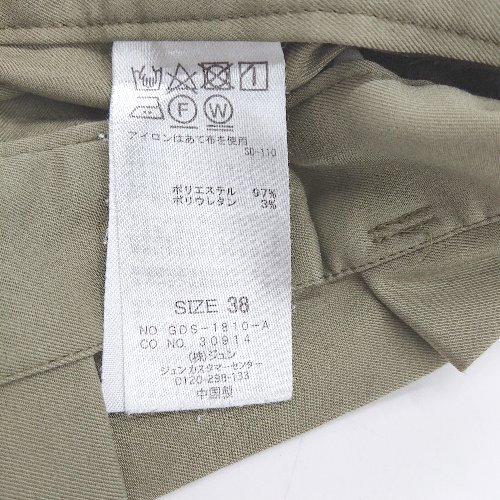 F W
アイロンはあて布を使用
SD-110
ポリエステル 97%
ポリウレタン 3%
SIZE 38
NO. GDS-1810-A
CO. NO. 30914
(株)ジュン
ジュンカスタマーセンター
0120-298-133
中国製